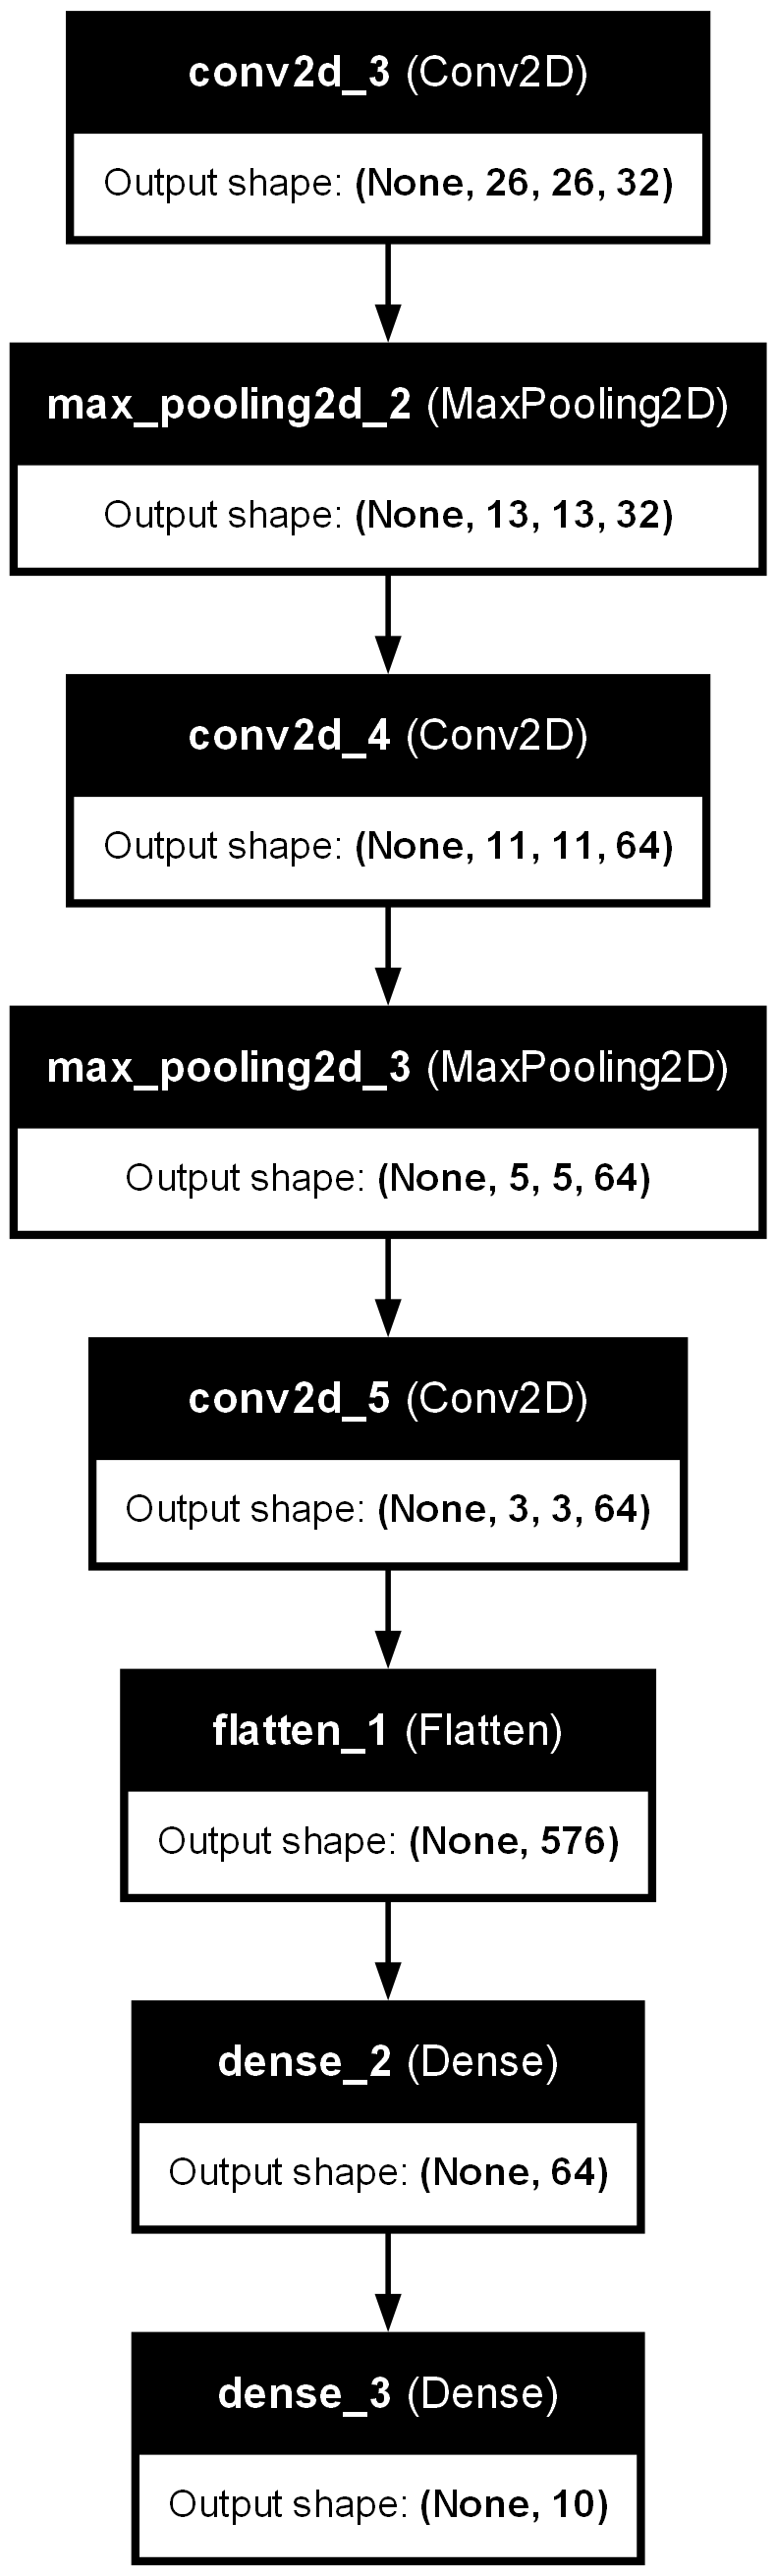 conv2d_3 (Conv2D)
Output shape: (None, 26, 26, 32)
max_pooling2d_2 (MaxPooling2D)
Output shape: (None, 13, 13, 32)
conv2d_4 (Conv2D)
Output shape: (None, 11, 11, 64)
max_pooling2d_3 (MaxPooling2D)
Output shape: (None, 5, 5, 64)
conv2d_5 (Conv2D)
Output shape: (None, 3, 3, 64)
flatten_1 (Flatten)
Output shape: (None, 576)
dense_2 (Dense)
Output shape: (None, 64)
dense_3 (Dense)
Output shape: (None, 10)